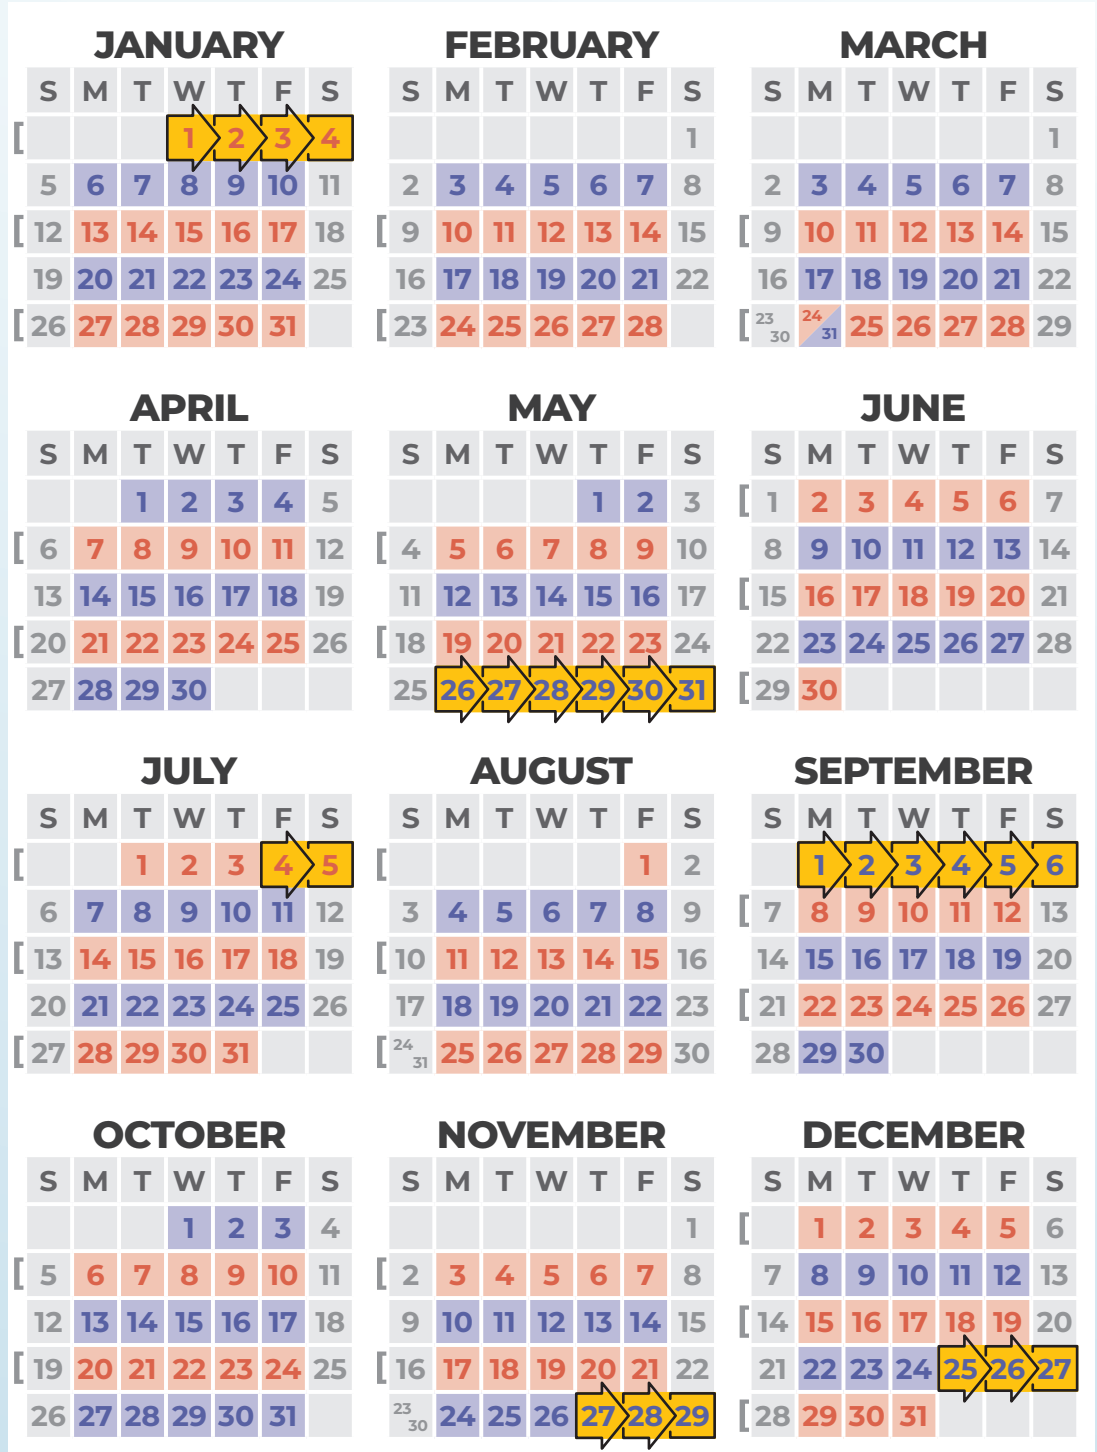 JANUARY FEBRUARY MARCH
S M T W T F S S M T W T F S S M T W T F S
[ 1 2 3 4 1 1
5 6 7 8 9 10 11 2 3 4 5 6 7 8 2 3 4 5 6 7 8
[ 12 13 14 15 16 17 18 [ 9 10 11 12 13 14 15 [ 9 10 11 12 13 14 15
19 20 21 22 23 24 25 16 17 18 19 20 21 22 16 17 18 19 20 21 22
[ 26 27 28 29 30 31 [ 23 24 25 26 27 28 [ 23 30 24 31 25 26 27 28 29
APRIL MAY JUNE
S M T W T F S S M T W T F S S M T W T F S
1 2 3 4 5 1 2 3 [ 1 2 3 4 5 6 7
[ 6 7 8 9 10 11 12 [ 4 5 6 7 8 9 10 8 9 10 11 12 13 14
13 14 15 16 17 18 19 11 12 13 14 15 16 17 [ 15 16 17 18 19 20 21
[ 20 21 22 23 24 25 26 [ 18 19 20 21 22 23 24 22 23 24 25 26 27 28
27 28 29 30 25 26 27 28 29 30 31 [ 29 30
JULY AUGUST SEPTEMBER
S M T W T F S S M T W T F S S M T W T F S
[ 1 2 3 4 5 [ 1 2 1 2 3 4 5 6
6 7 8 9 10 11 12 3 4 5 6 7 8 9 [ 7 8 9 10 11 12 13
[ 13 14 15 16 17 18 19 [ 10 11 12 13 14 15 16 14 15 16 17 18 19 20
20 21 22 23 24 25 26 17 18 19 20 21 22 23 [ 21 22 23 24 25 26 27
[ 27 28 29 30 31 [ 24 31 25 26 27 28 29 30 28 29 30
OCTOBER NOVEMBER DECEMBER
S M T W T F S S M T W T F S S M T W T F S
1 2 3 4 1 [ 1 2 3 4 5 6
[ 5 6 7 8 9 10 11 [ 2 3 4 5 6 7 8 7 8 9 10 11 12 13
12 13 14 15 16 17 18 9 10 11 12 13 14 15 [ 14 15 16 17 18 19 20
[ 19 20 21 22 23 24 25 [ 16 17 18 19 20 21 22 21 22 23 24 25 26 27
26 27 28 29 30 31 23 30 24 25 26 27 28 29 [ 28 29 30 31